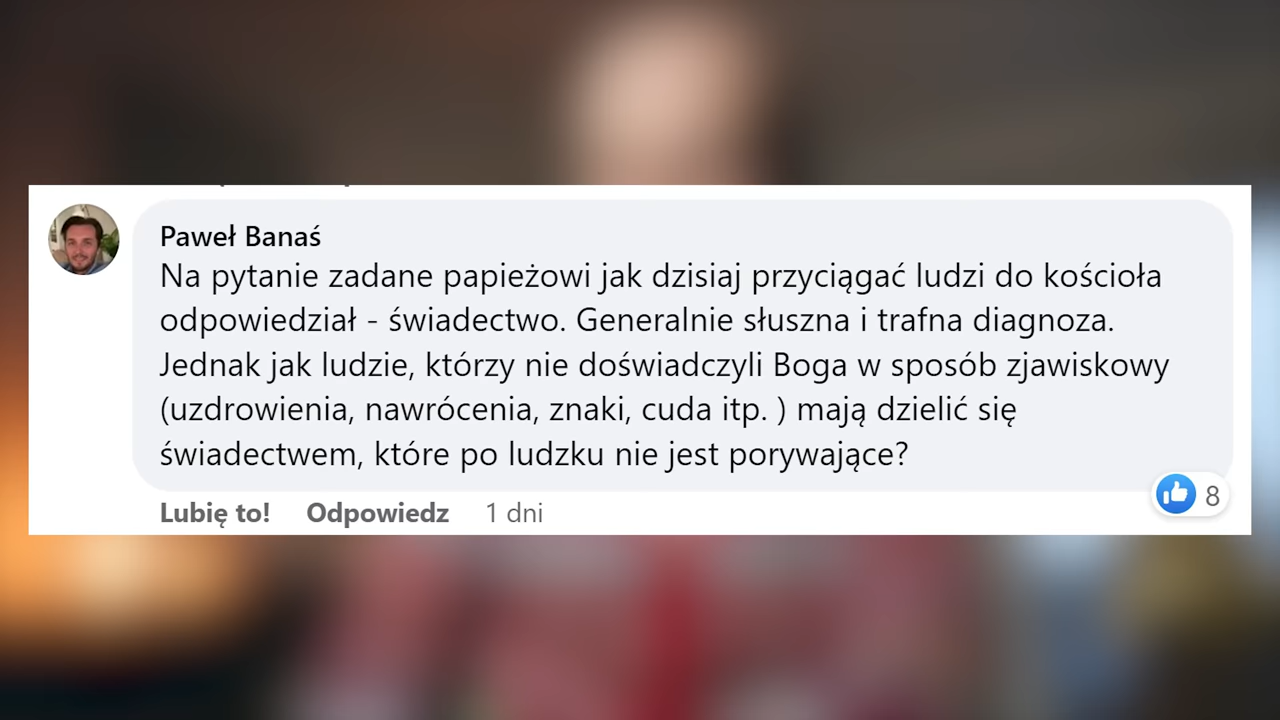 Paweł Banaś
Na pytanie zadane papieżowi jak dzisiaj przyciągać ludzi do kościoła
odpowiedział - świadectwo. Generalnie słuszna i trafna diagnoza.
Jednak jak ludzie, którzy nie doświadczyli Boga w sposób zjawiskowy
(uzdrowienia, nawrócenia, znaki, cuda itp. ) mają dzielić się
świadectwem, które po ludzku nie jest porywające?
Lubię to! Odpowiedz 1 dni 8